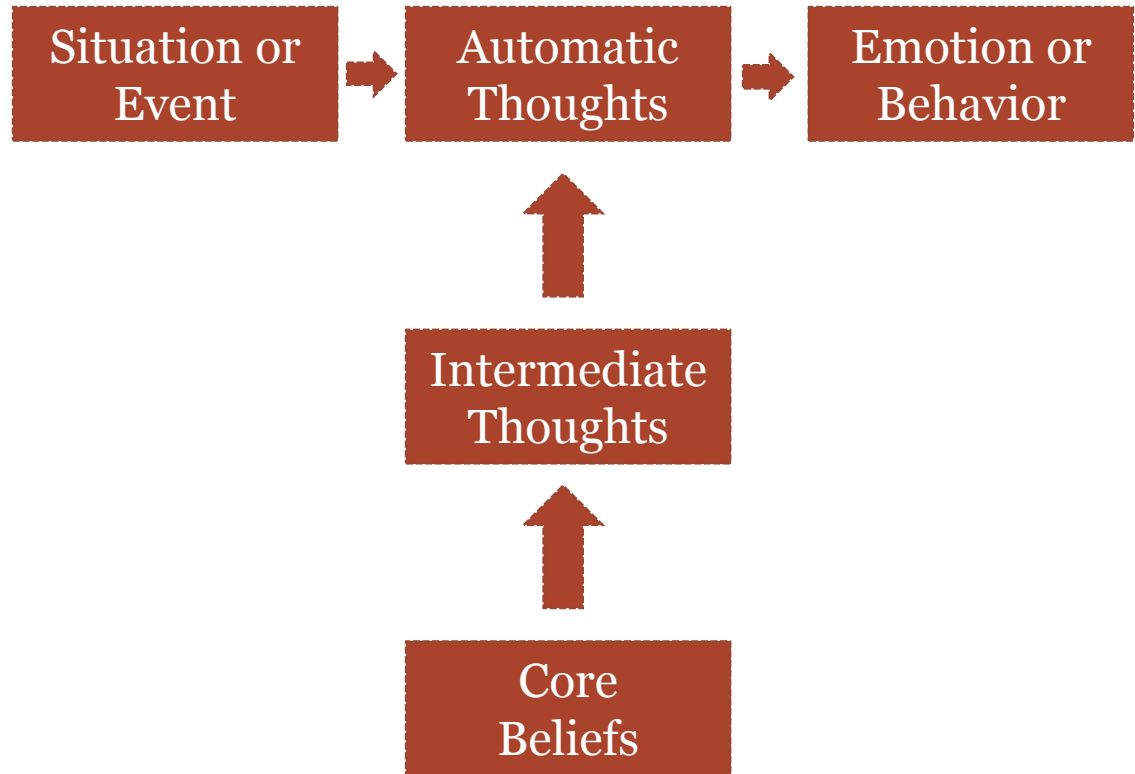 Situation or
Event
Automatic
Thoughts
Emotion or
Behavior
Intermediate
Thoughts
Core
Beliefs